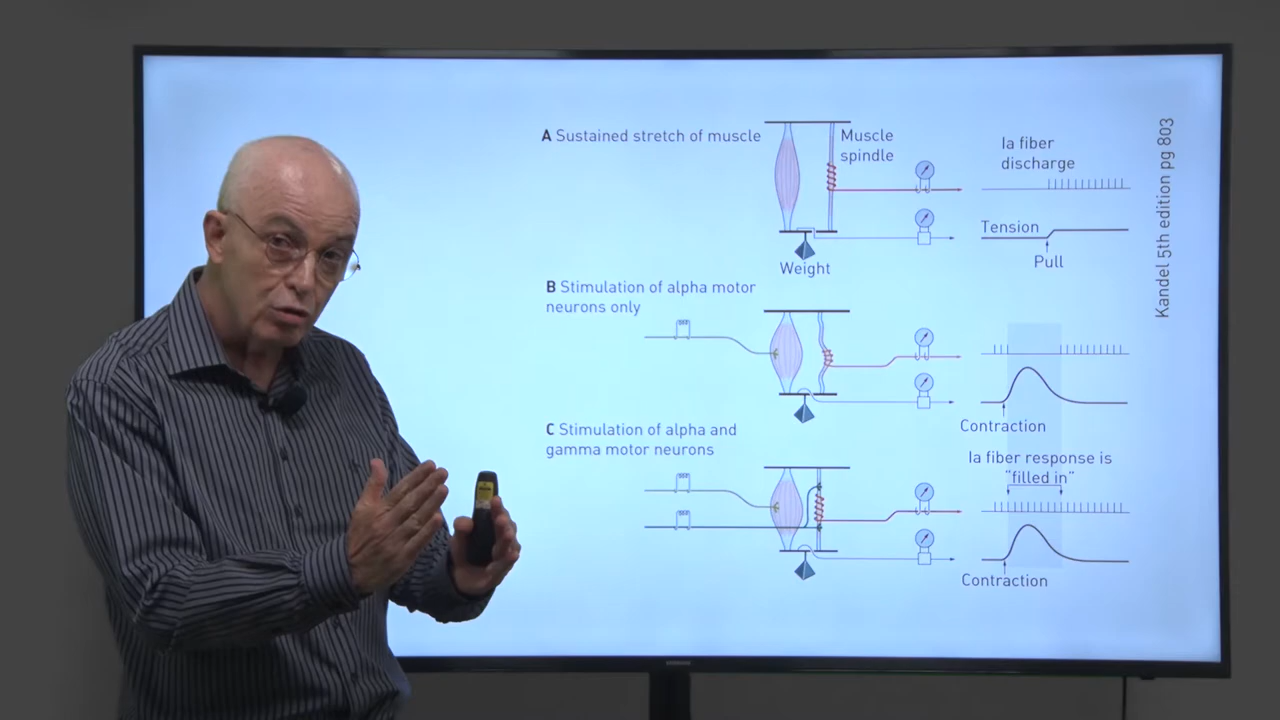 A Sustained stretch of muscle
Muscle
spindle
Ia fiber
discharge
Tension
Pull
Weight
B Stimulation of alpha motor
neurons only
Contraction
C Stimulation of alpha and
gamma motor neurons
Ia fiber response is
"filled in"
Contraction
Kandel 5th edition pg 803